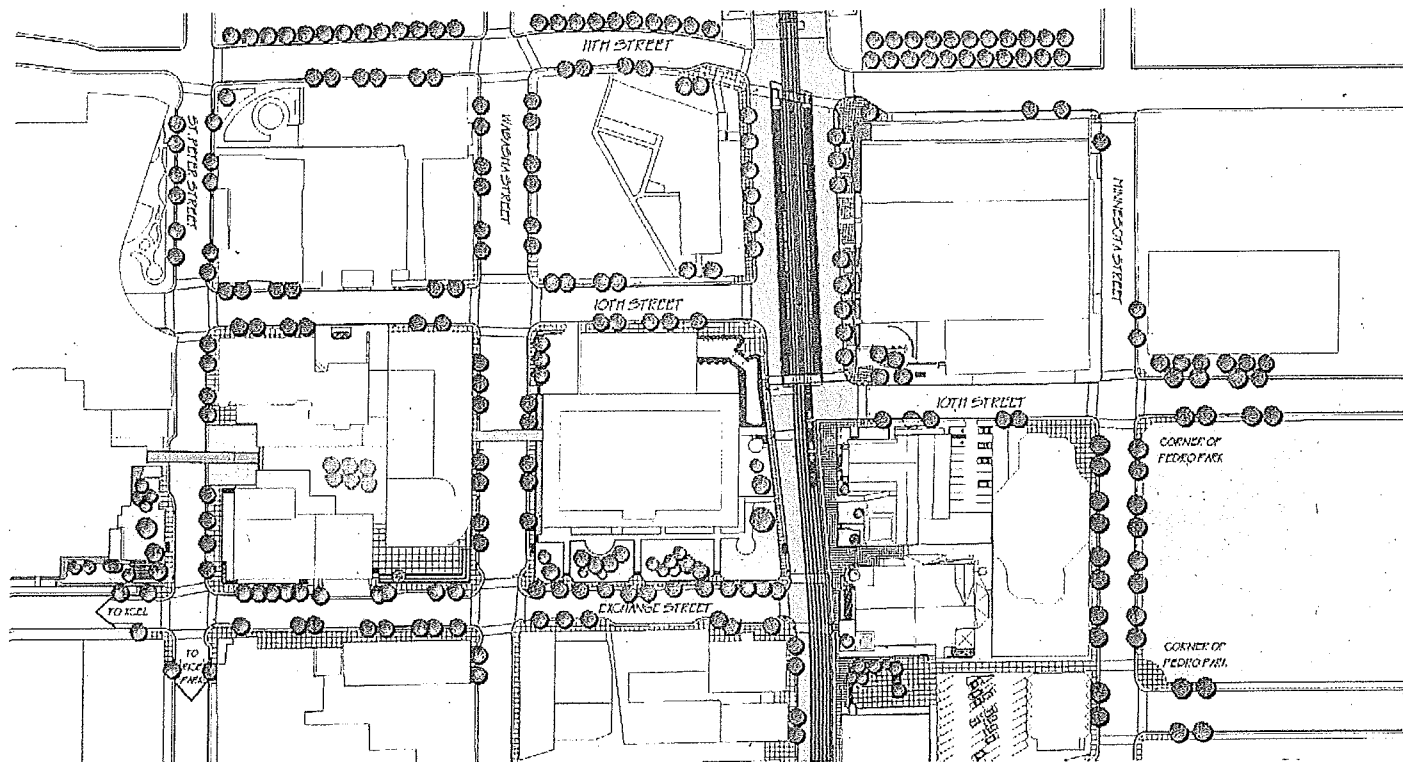 11TH STREET
ST PETER STREET
WABASHA STREET
MINNESOTA STREET
10TH STREET
10TH STREET
CORNER OF
PEDRO PARK
TO XCEL
EXCHANGE STREET
CORNER OF
PEDRO PARK
TO
PARK